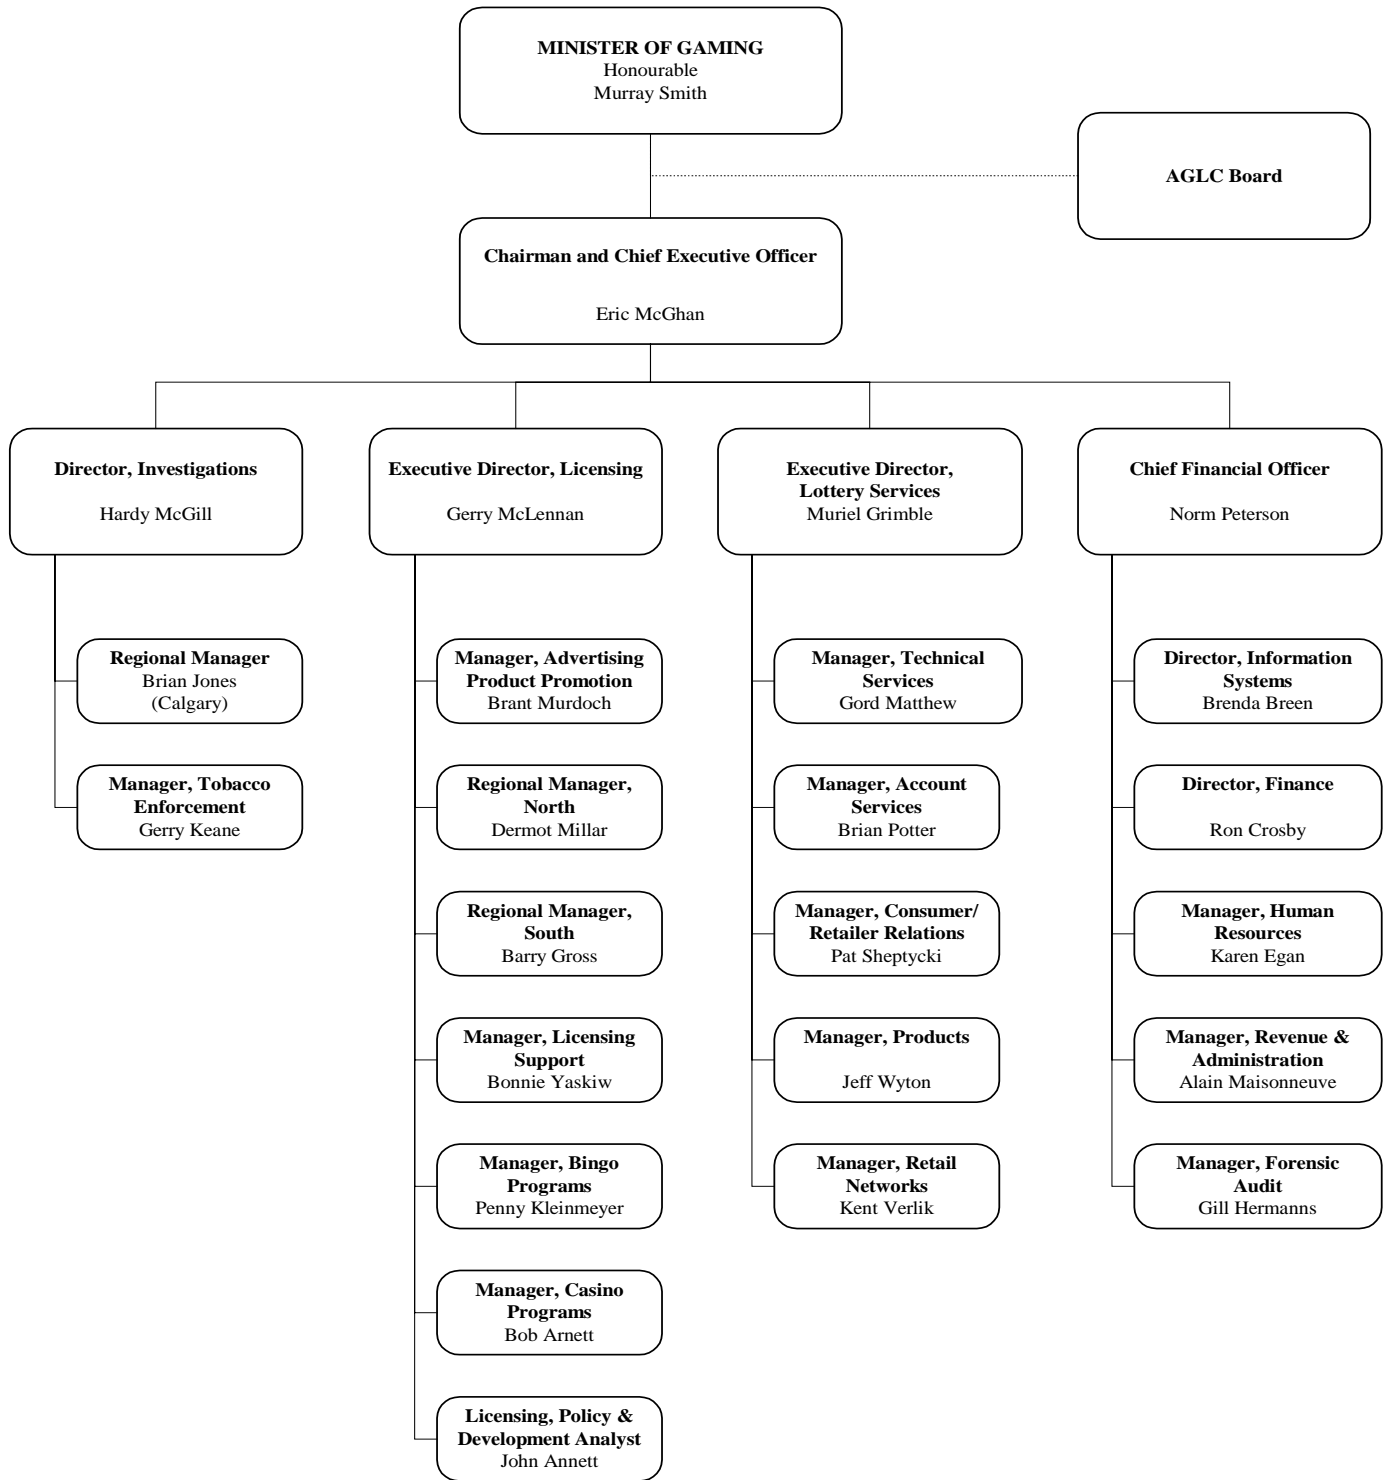 MINISTER OF GAMING
Honourable
Murray Smith
AGLC Board
Chairman and Chief Executive Officer
Eric McGhan
Director, Investigations
Hardy McGill
Executive Director, Licensing
Gerry McLennan
Executive Director,
Lottery Services
Muriel Grimble
Chief Financial Officer
Norm Peterson
Regional Manager
Brian Jones
(Calgary)
Manager, Tobacco
Enforcement
Gerry Keane
Manager, Advertising
Product Promotion
Brant Murdoch
Regional Manager,
North
Dermot Millar
Regional Manager,
South
Barry Gross
Manager, Licensing
Support
Bonnie Yaskiw
Manager, Bingo
Programs
Penny Kleinmeyer
Manager, Casino
Programs
Bob Arnett
Licensing, Policy &
Development Analyst
John Annett
Manager, Technical
Services
Gord Matthew
Manager, Account
Services
Brian Potter
Manager, Consumer/
Retailer Relations
Pat Sheptycki
Manager, Products
Jeff Wyton
Manager, Retail
Networks
Kent Verlik
Director, Information
Systems
Brenda Breen
Director, Finance
Ron Crosby
Manager, Human
Resources
Karen Egan
Manager, Revenue &
Administration
Alain Maisonneuve
Manager, Forensic
Audit
Gill Hermanns